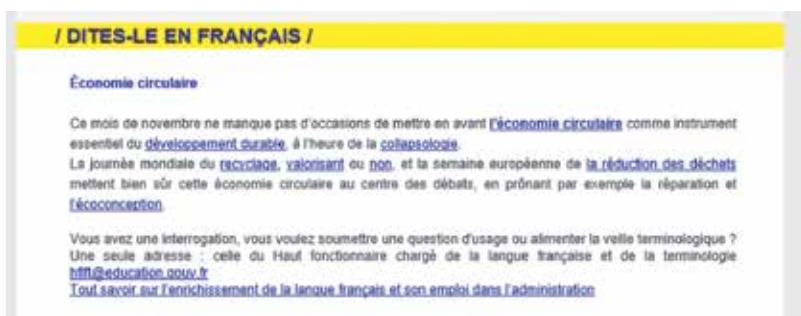 / DITES-LE EN FRANÇAIS /
Économie circulaire
Ce mois de novembre ne manque pas d'occasions de mettre en avant l'économie circulaire comme instrument
essentiel du développement durable, à l'heure de la collapsologie.
La journée mondiale du recyclage, valorisant ou non, et la semaine européenne de la réduction des déchets
mettent bien sûr cette économie circulaire au centre des débats, en prônant par exemple la réparation et
l'écoconception.
Vous avez une interrogation, vous voulez soumettre une question d'usage ou alimenter la veille terminologique ?
Une seule adresse : celle du Haut fonctionnaire chargé de la langue française et de la terminologie
hflft@education.gouv.fr
Tout savoir sur l'enrichissement de la langue français et son emploi dans l'administration